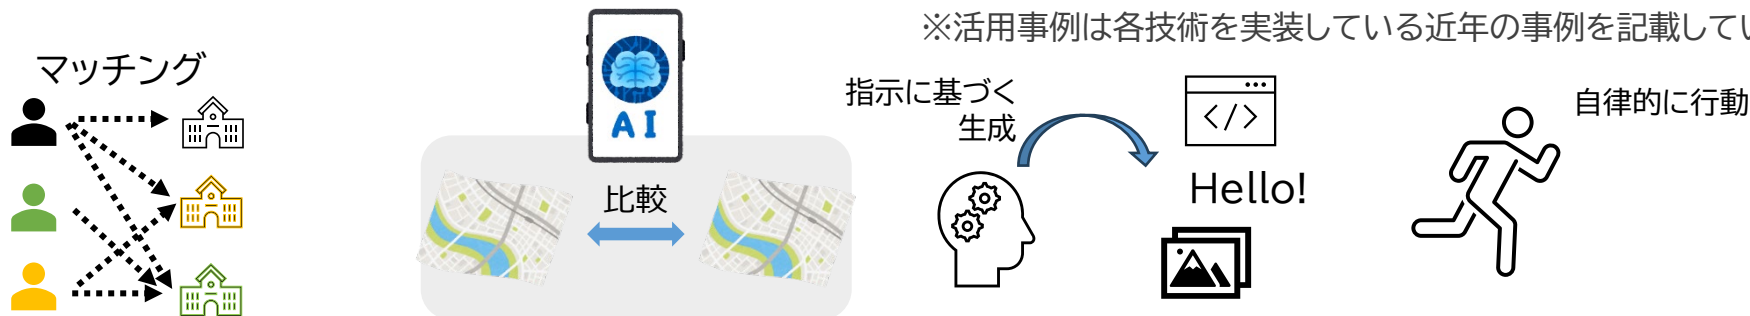 ※活用事例は各技術を実装している近年の事例を記載してい
マッチング
AI
比較
指示に基づく
生成
</>
Hello!
自律的に行動